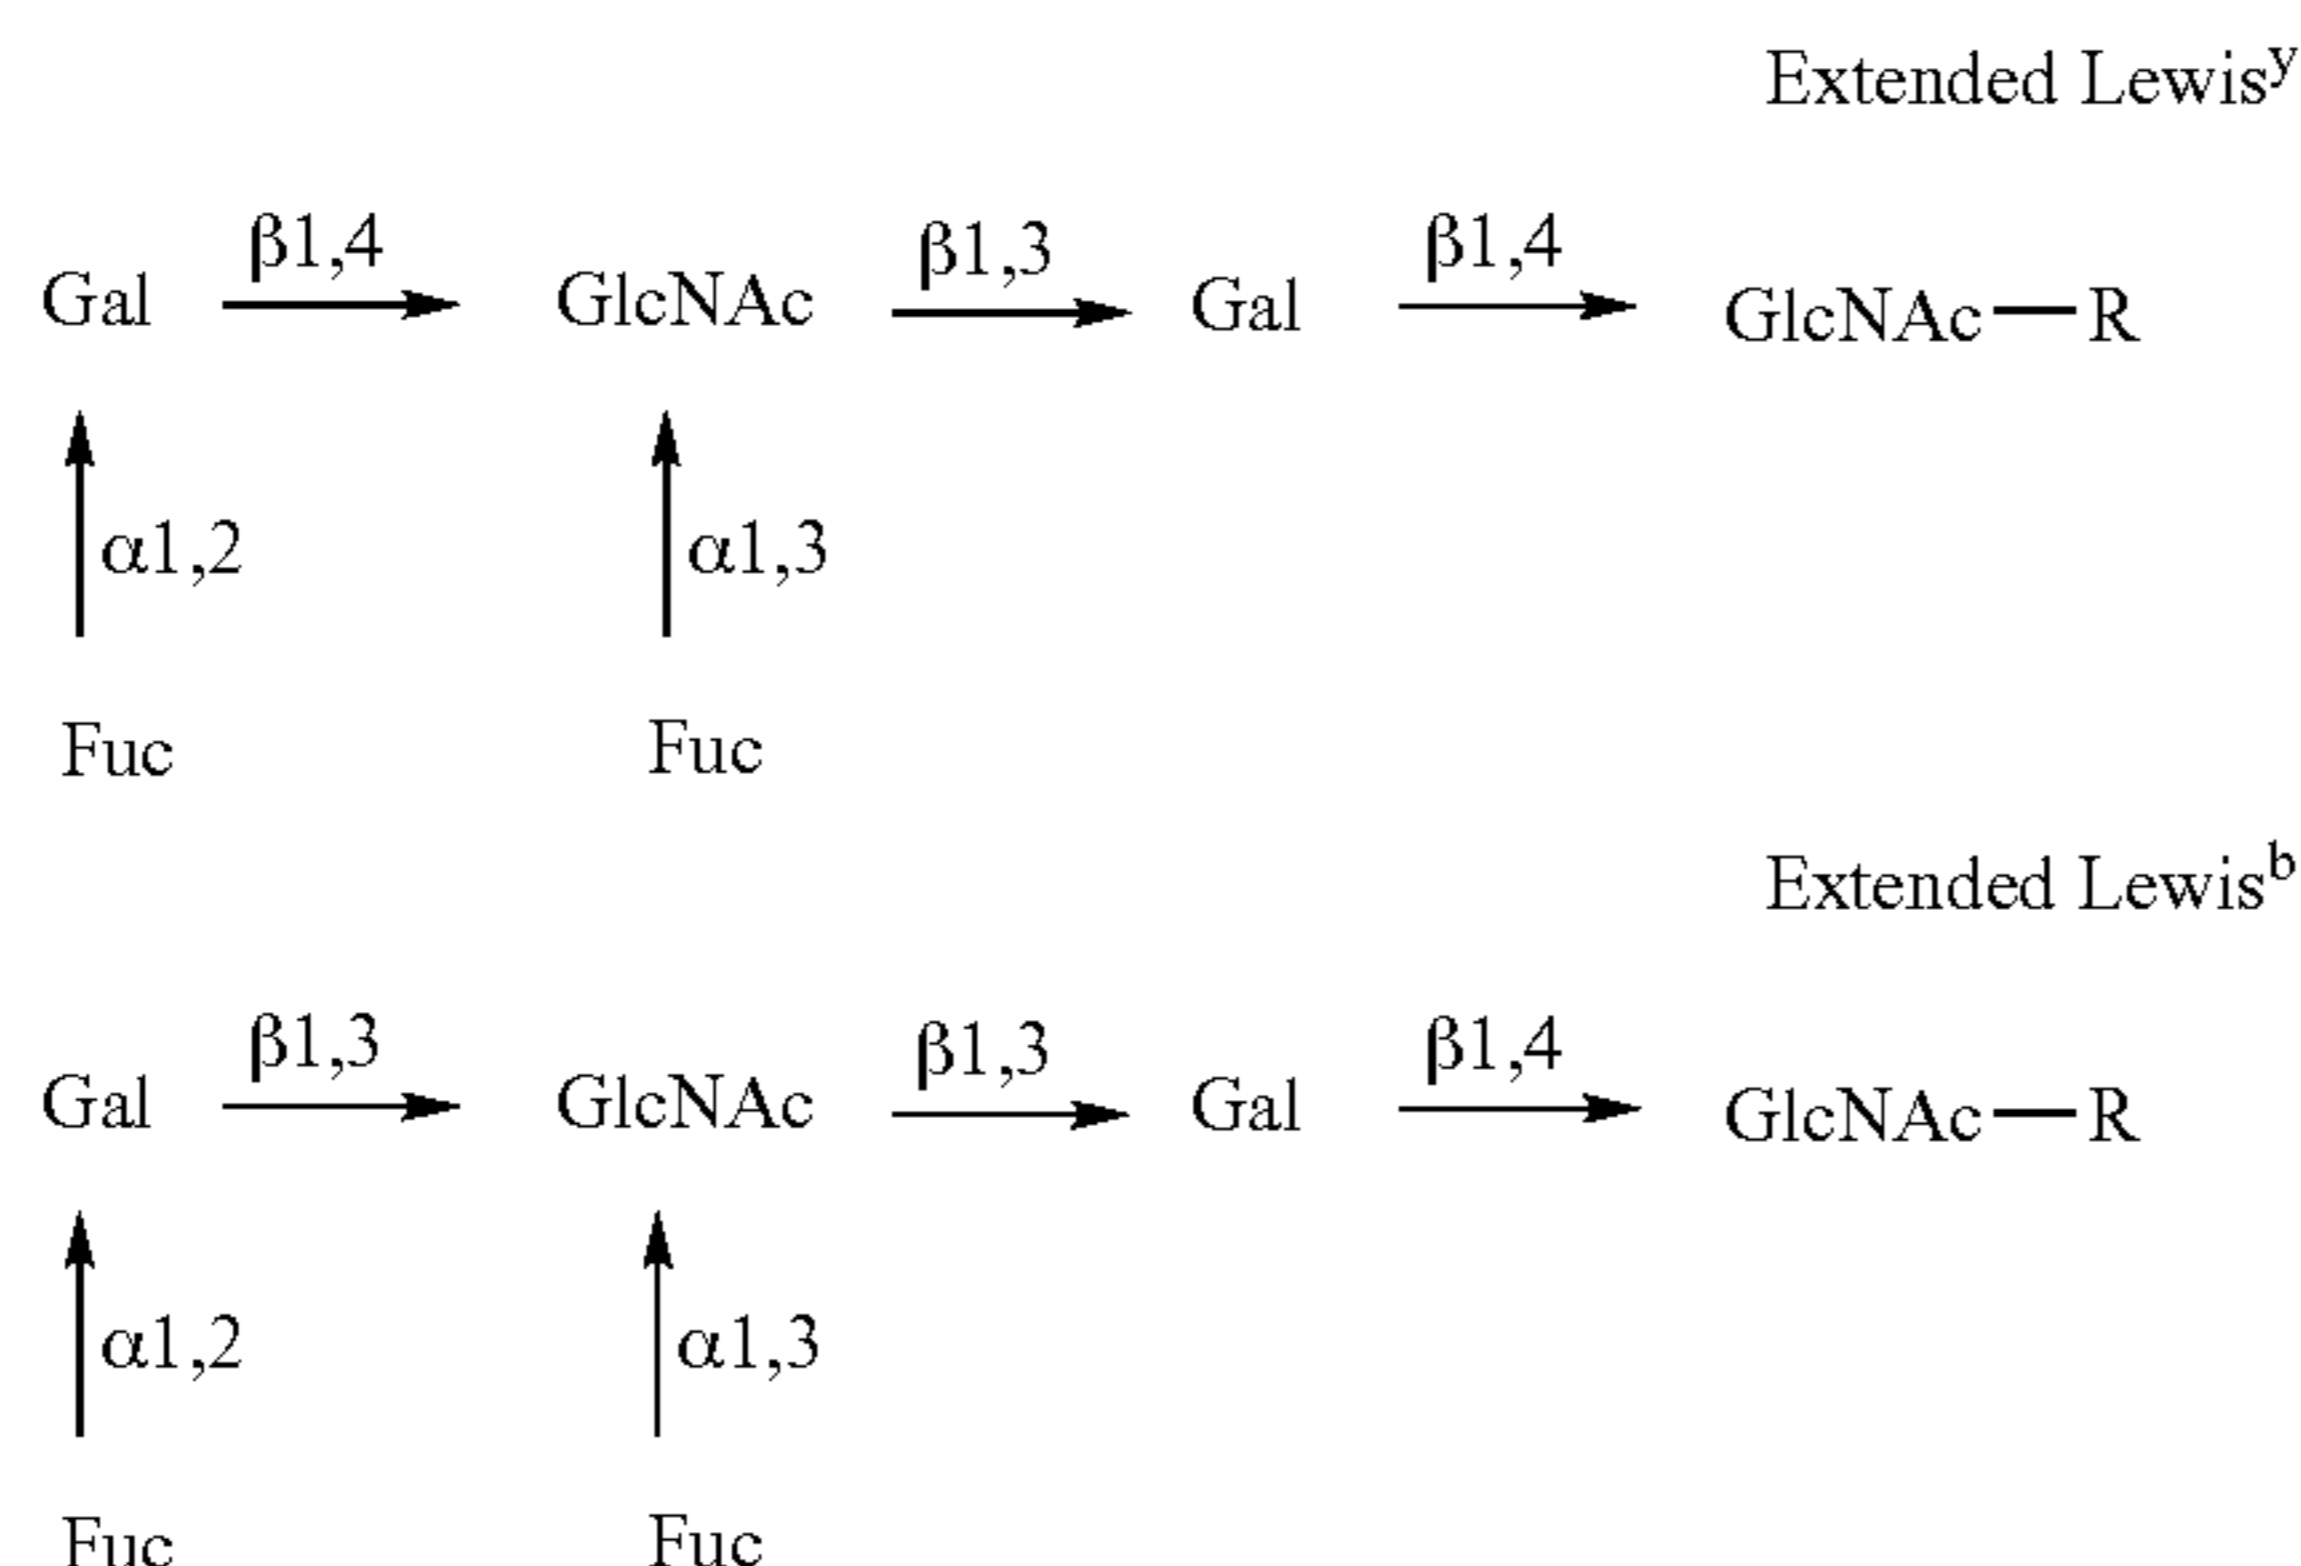 Extended Lewisʸ
β1,4 β1,3 β1,4
Gal GlcNAc Gal GlcNAc—R
α1,2 α1,3
Fuc Fuc
Extended Lewisᵇ
β1,3 β1,3 β1,4
Gal GlcNAc Gal GlcNAc—R
α1,2 α1,3
Fuc Fuc